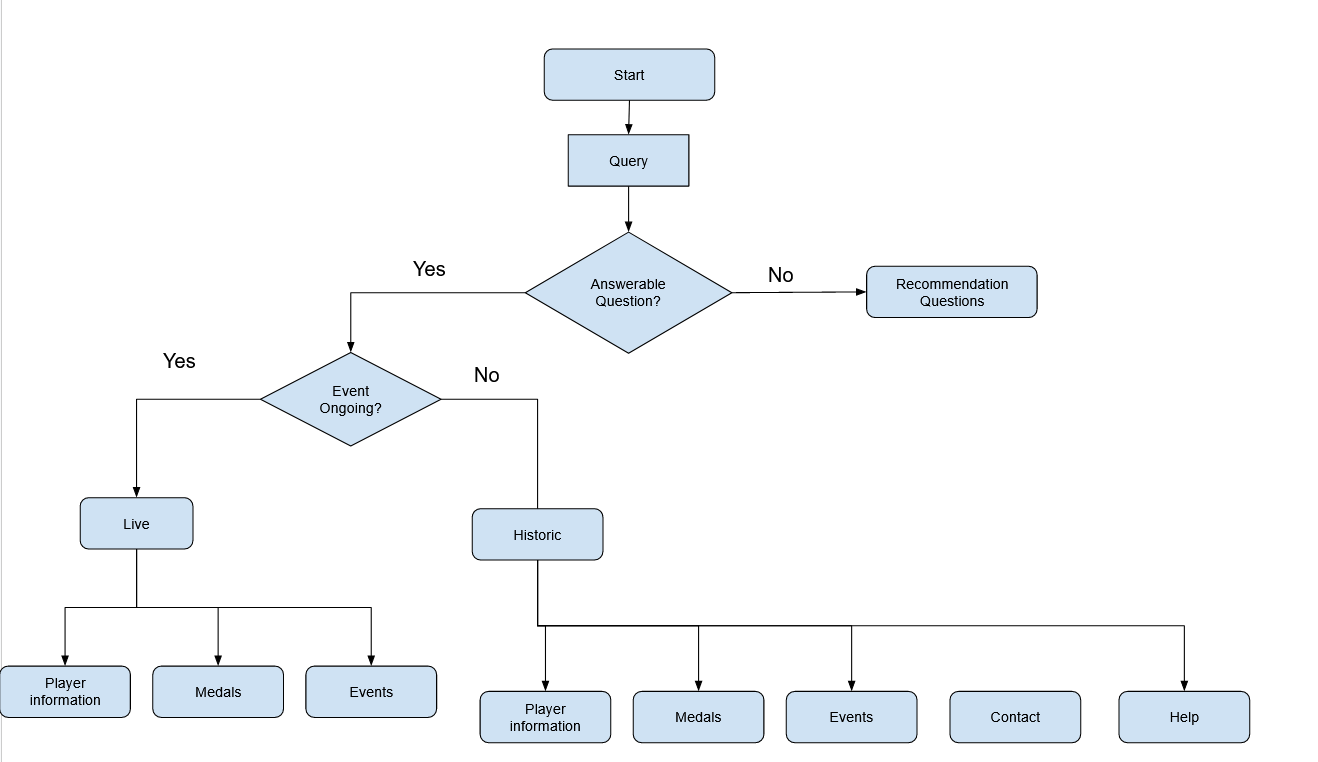 Start
Query
Yes
Answerable
Question?
No
Recommendation
Questions
Yes
Event
Ongoing?
No
Live
Historic
Player
information
Medals
Events
Player
information
Medals
Events
Contact
Help